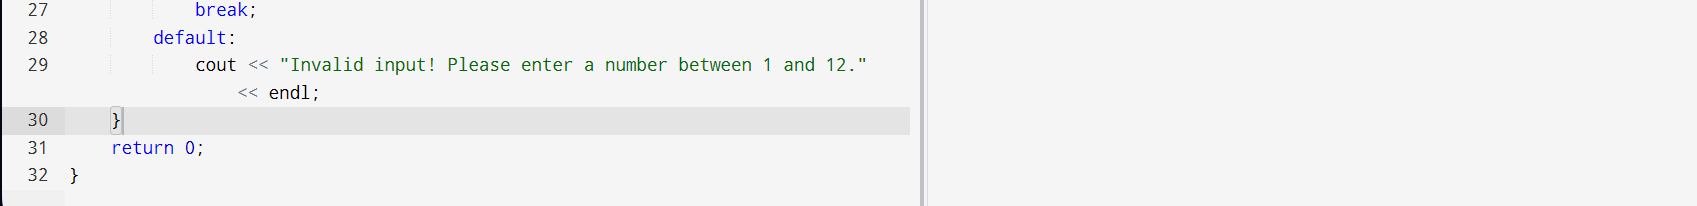 27 break;
28 default:
29 cout << "Invalid input! Please enter a number between 1 and 12."
<< endl;
30 }
31 return 0;
32 }